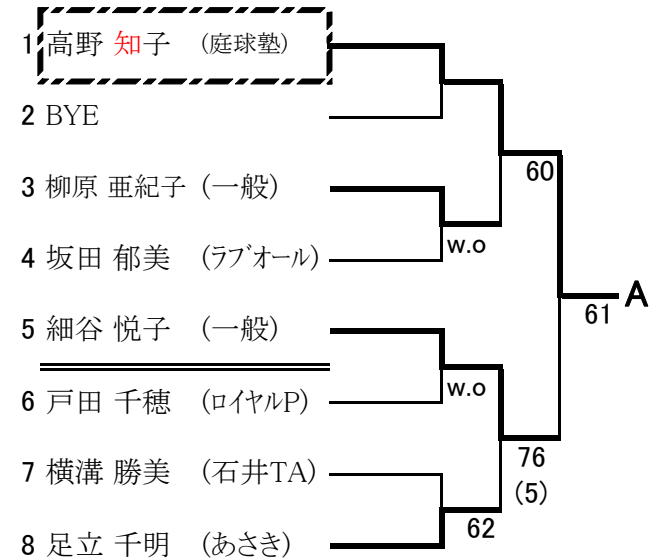 1 高野 知子 (庭球塾)
2 BYE
60
3 柳原 亜紀子 (一般)
w.o
4 坂田 郁美 (ラブオール)
A
61
5 細谷 悦子 (一般)
w.o
6 戸田 千穂 (ロイヤルP)
76
7 横溝 勝美 (石井TA)
(5)
62
8 足立 千明 (あさき)